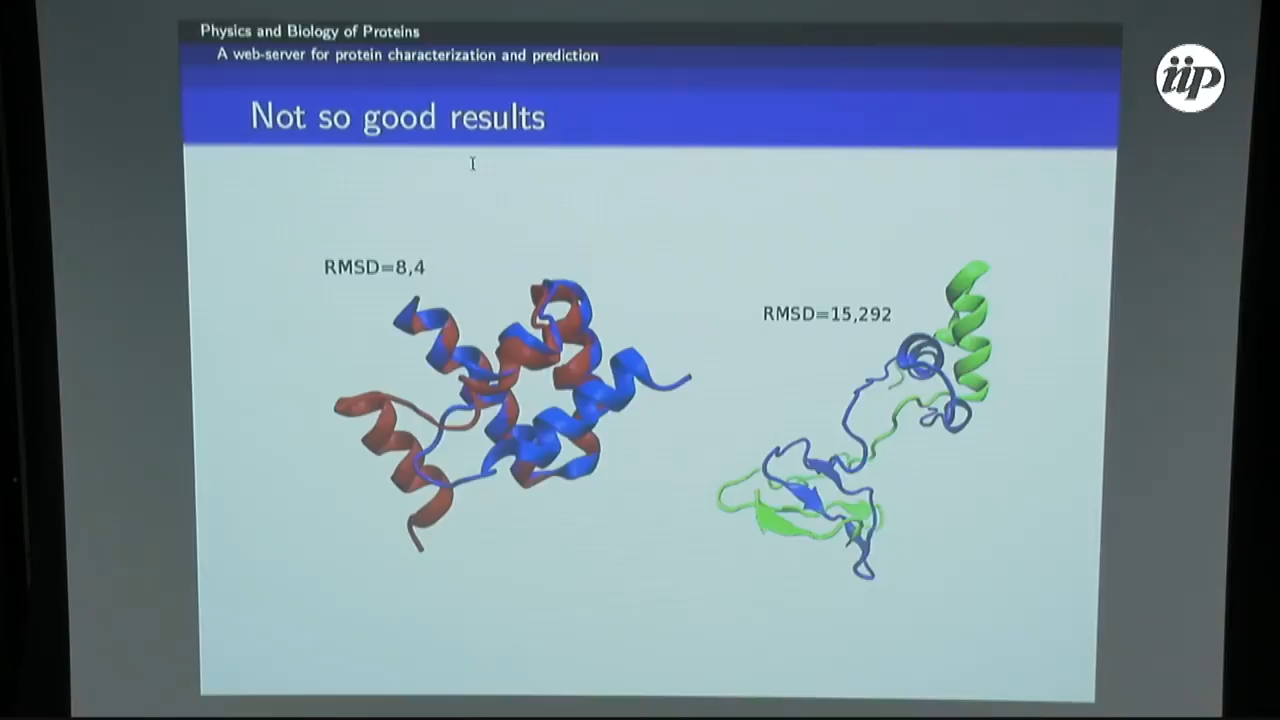 Physics and Biology of Proteins
A web-server for protein characterization and prediction
iip
Not so good results
RMSD=8,4
RMSD=15,292